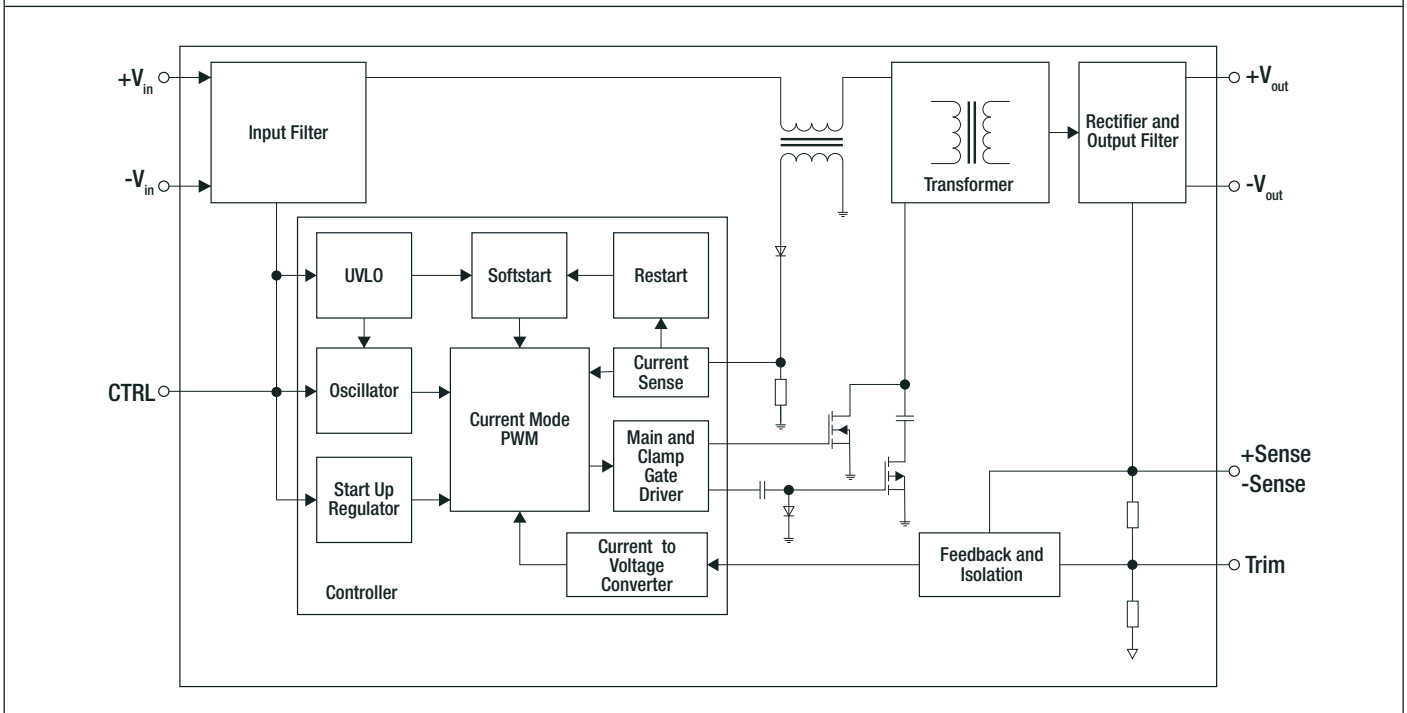 +Vin
-Vin
CTRL
Input Filter
UVLO
Softstart
Restart
Oscillator
Current Mode
PWM
Current
Sense
Start Up
Regulator
Main and
Clamp
Gate
Driver
Current to
Voltage
Converter
Controller
Transformer
Rectifier and
Output Filter
Feedback and
Isolation
+Vout
-Vout
+Sense
-Sense
Trim